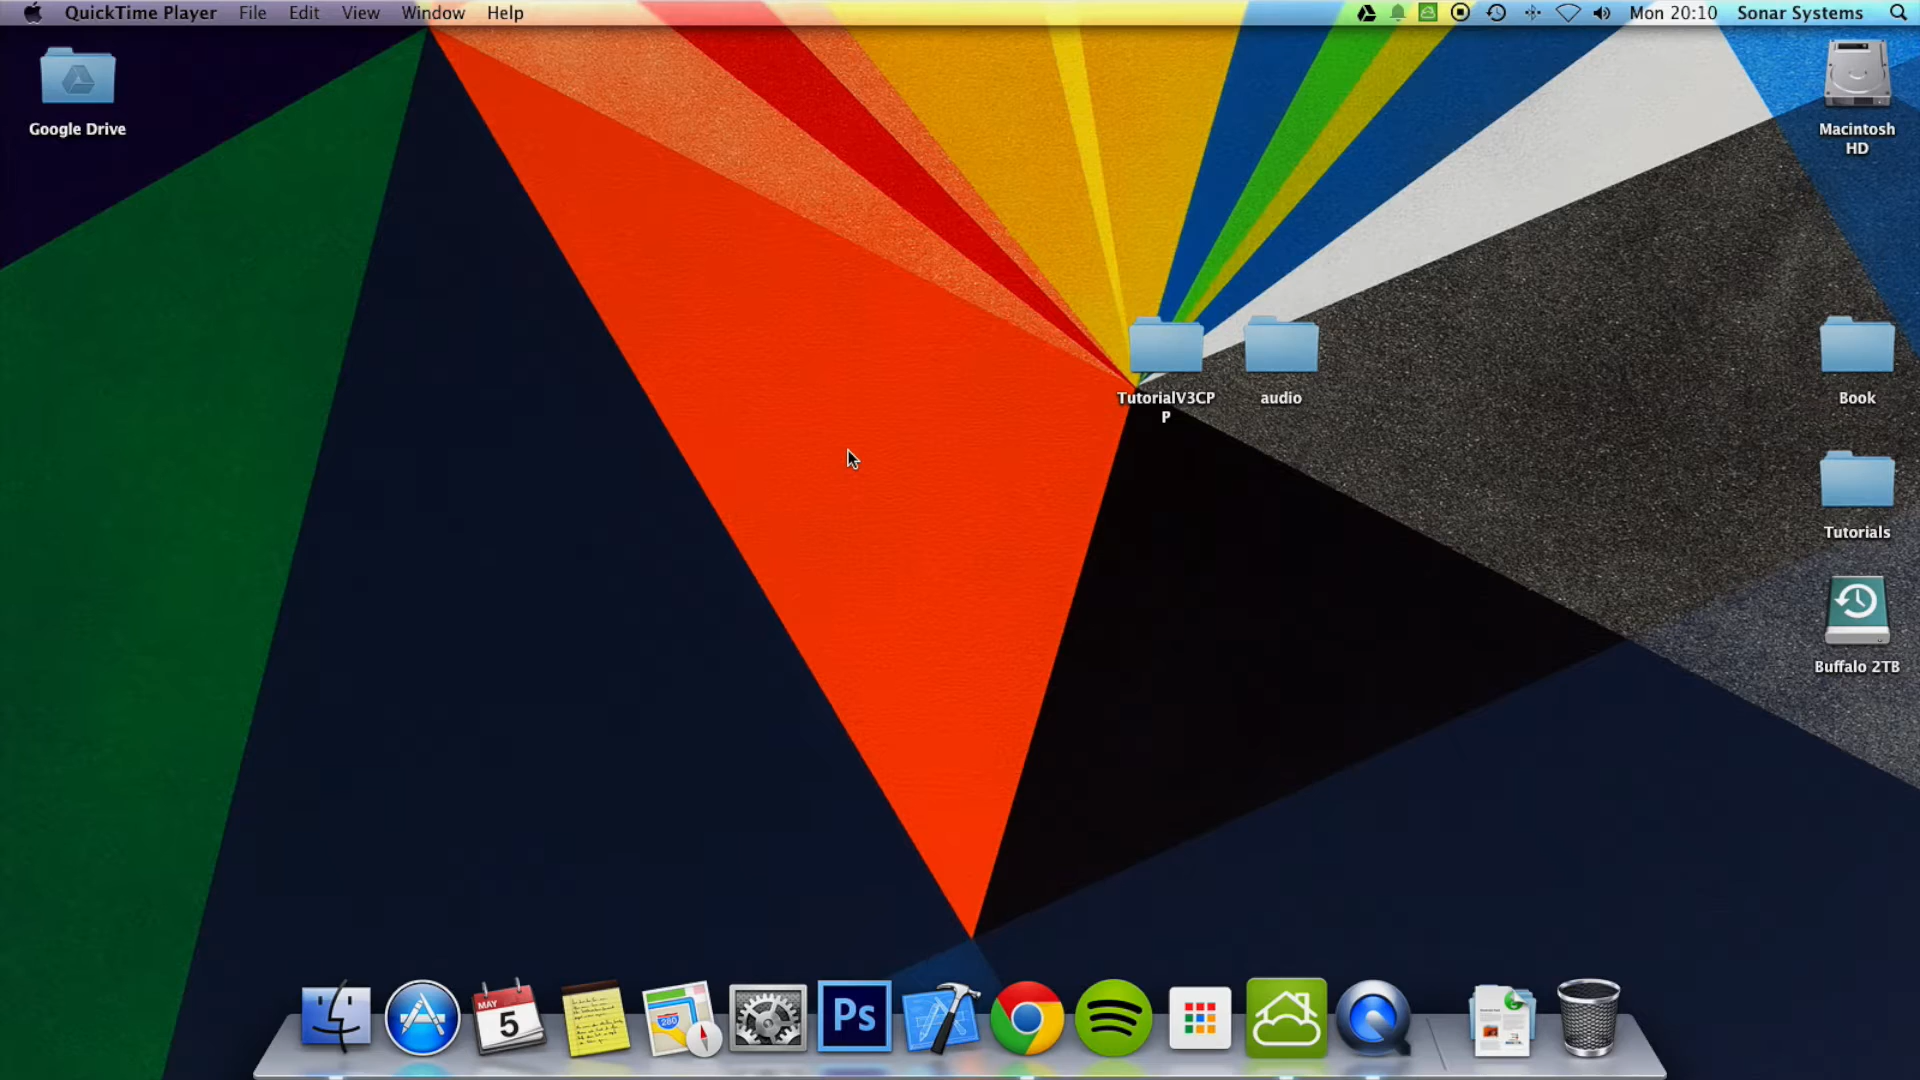 QuickTime Player File Edit View Window Help Mon 20:10 Sonar Systems
Google Drive
Macintosh
HD
TutorialV3CP
P
audio
Book
Tutorials
Buffalo 2TB
MAY
5
280
Ps